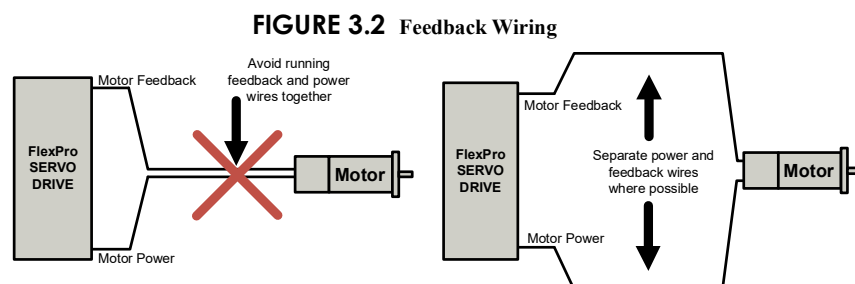 FIGURE 3.2 Feedback Wiring
Motor Feedback
Avoid running
feedback and power
wires together
FlexPro
SERVO
DRIVE
Motor
Motor Power
Motor Feedback
FlexPro
SERVO
DRIVE
Separate power and
feedback wires
where possible
Motor
Motor Power